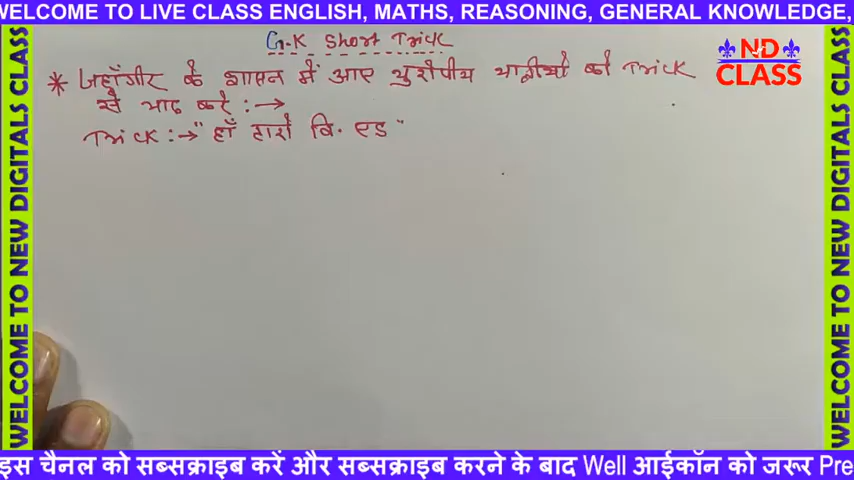 WELCOME TO LIVE CLASS ENGLISH, MATHS, REASONING, GENERAL KNOWLEDGE,
G.K Short Trick
ND
CLASS
* जहाँगीर के शासन में आए युरोपीय यात्रीयो को Trick
से याद करे :→
Trick :→ "हाँ हारो वि. एड"
WELCOME TO NEW DIGITALS CLASS
WELCOME TO NEW DIGITALS CLASS
इस चैनल को सब्सक्राइब करें और सब्सक्राइब करने के बाद Well आईकॉन को जरूर Pre